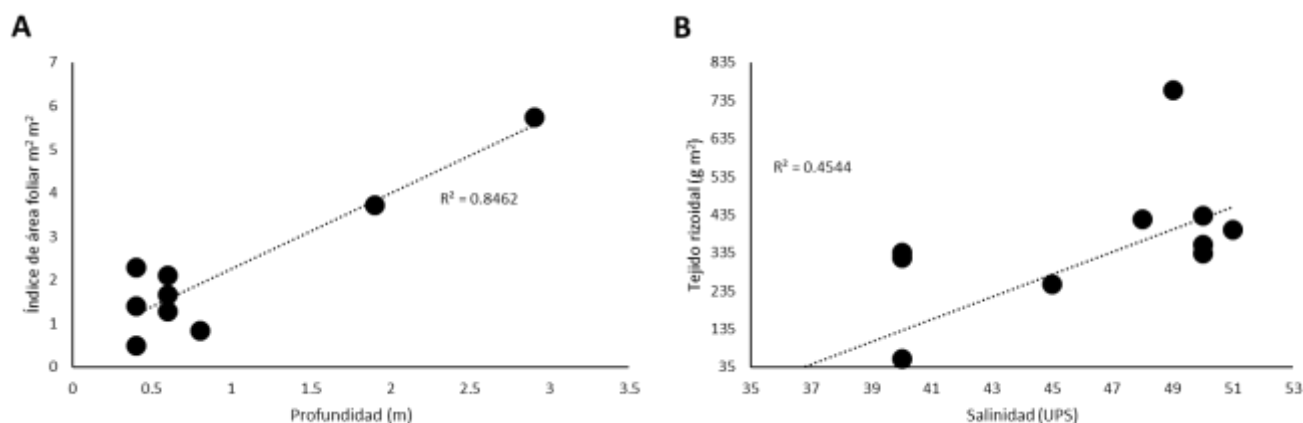 A
7
6
5
4
3
2
1
0
Índice de área foliar m² m²
R² = 0.8462
0 0.5 1 1.5 2 2.5 3 3.5
Profundidad (m)
B
835
735
635
535
435
335
235
135
35
Tejido rizoidal (g m²)
R² = 0.4544
35 37 39 41 43 45 47 49 51 53
Salinidad (UPS)